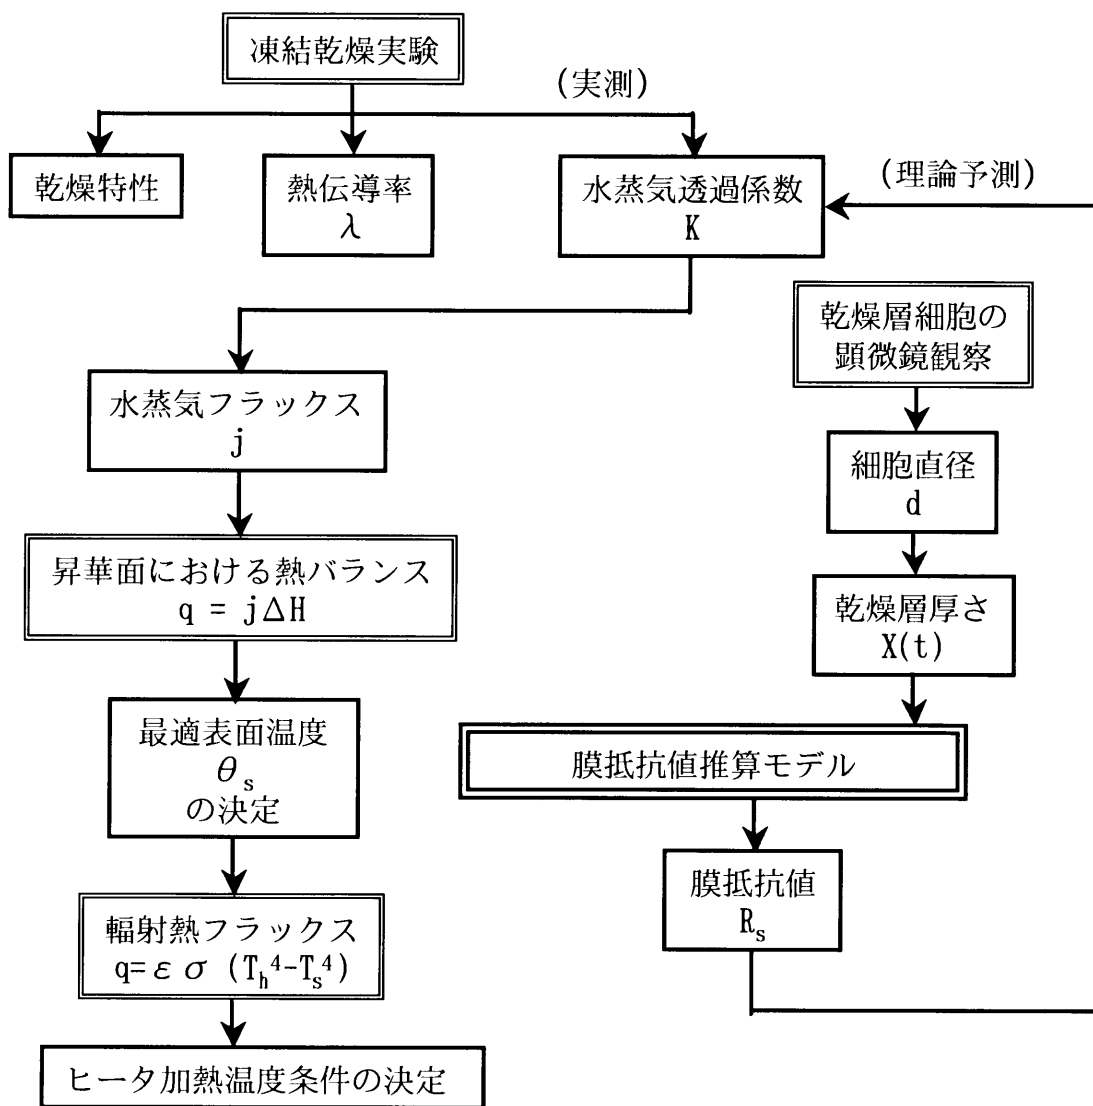 凍結乾燥実験
(実測)
乾燥特性
熱伝導率
λ
水蒸気透過係数
K
(理論予測)
水蒸気フラックス
j
昇華面における熱バランス
q = jΔH
最適表面温度
θs
の決定
輻射熱フラックス
q=εσ (Th⁴-Ts⁴)
ヒータ加熱温度条件の決定
乾燥層細胞の
顕微鏡観察
細胞直径
d
乾燥層厚さ
X(t)
膜抵抗値推算モデル
膜抵抗値
Rs